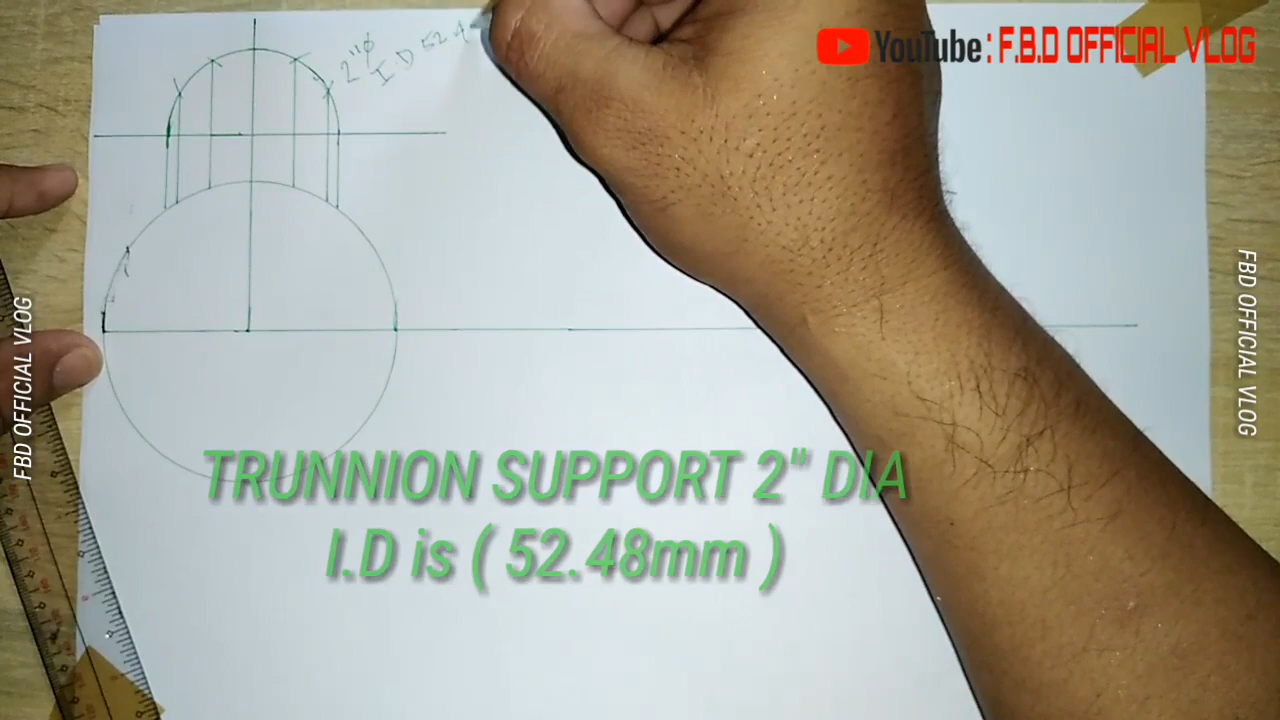 YouTube : F.B.D OFFICIAL VLOG
2"ϕ
I.D 52.4
FBD OFFICIAL VLOG
FBD OFFICIAL VLOG
TRUNNION SUPPORT 2" DIA
I.D is ( 52.48mm )